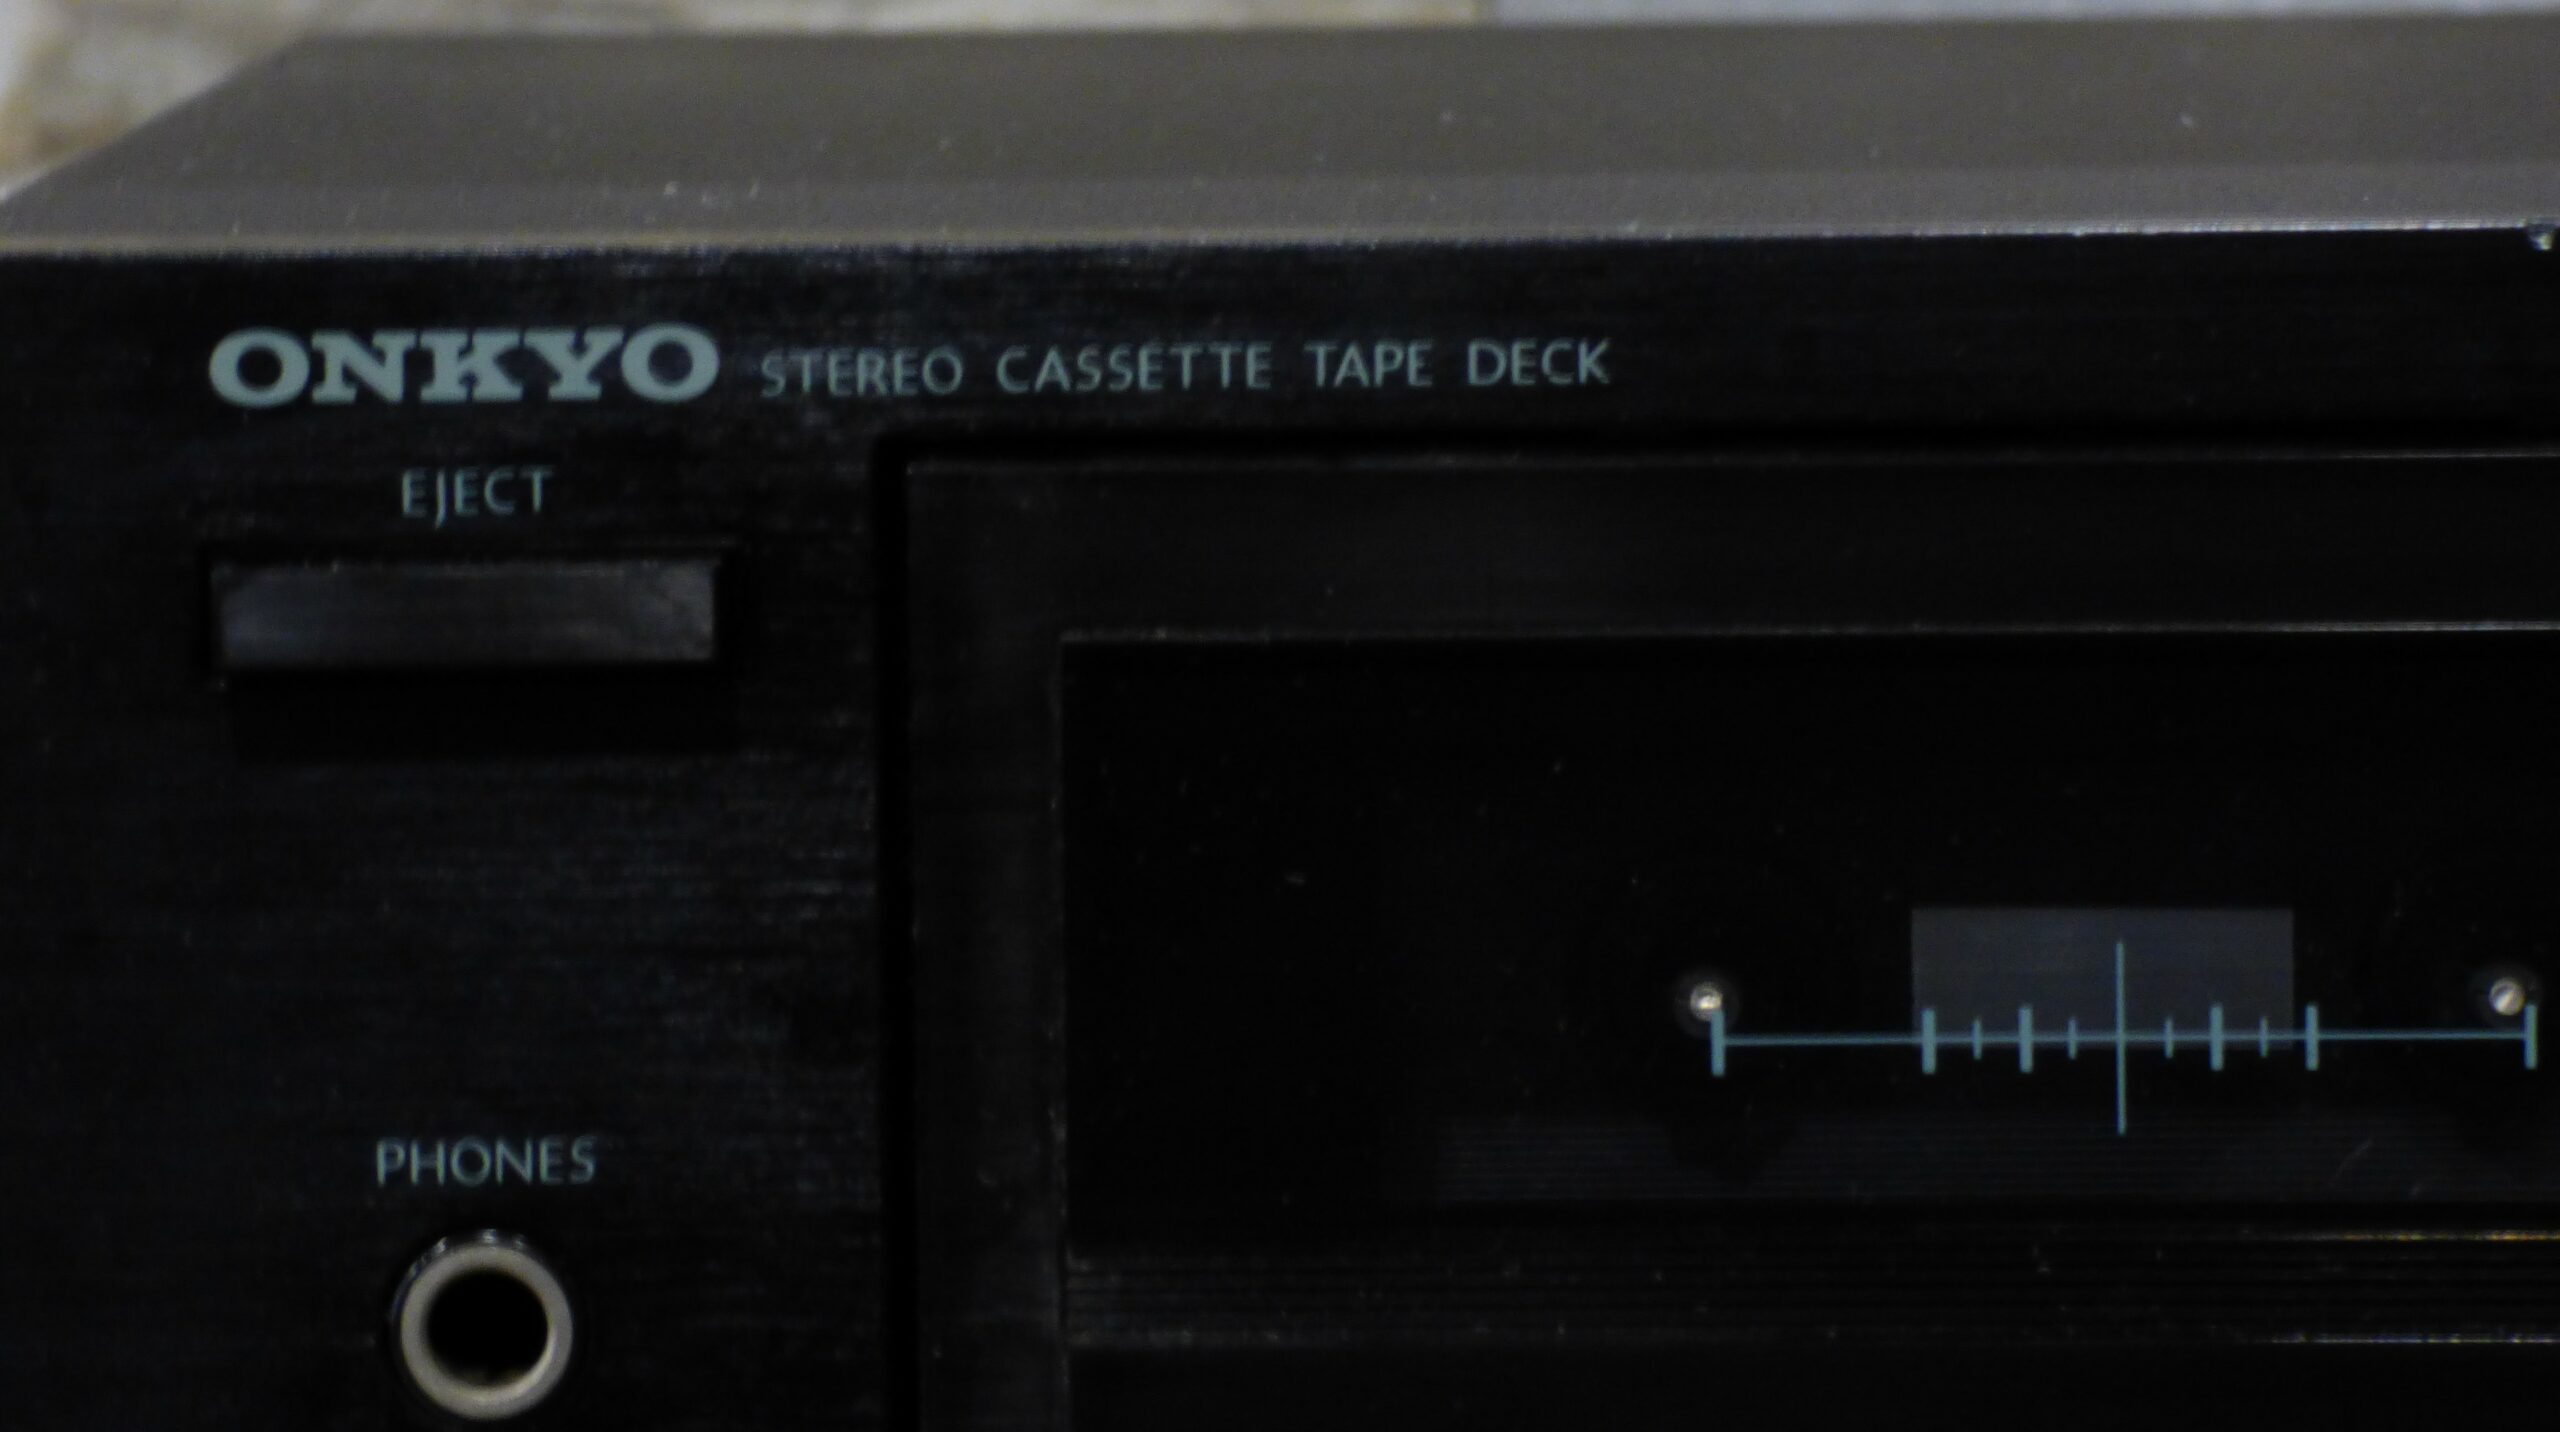 ONKYO STEREO CASSETTE TAPE DECK
EJECT
PHONES